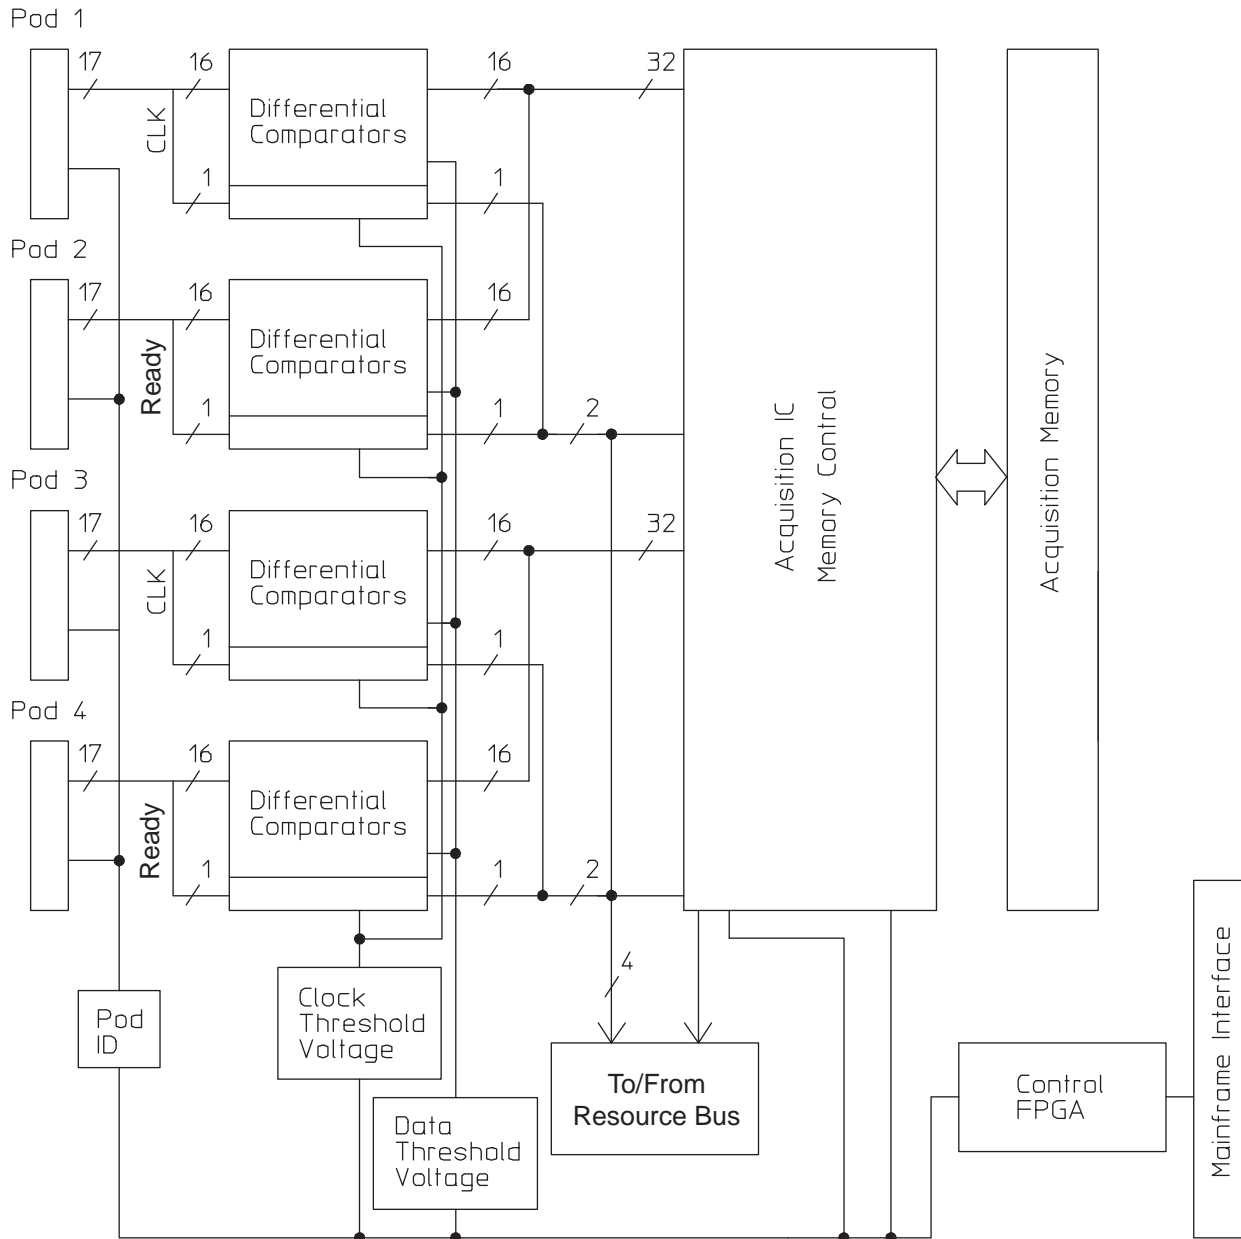 Pod 1
17
16
16
32
Differential
Comparators
CLK
1
1
Pod 2
17
16
16
Differential
Comparators
Ready
1
1
2
Pod 3
17
16
16
32
Differential
Comparators
CLK
1
1
Pod 4
17
16
16
Differential
Comparators
Ready
1
1
2
Acquisition IC
Memory Control
Acquisition Memory
4
Pod
ID
Clock
Threshold
Voltage
Data
Threshold
Voltage
To/From
Resource Bus
Control
FPGA
Mainframe Interface